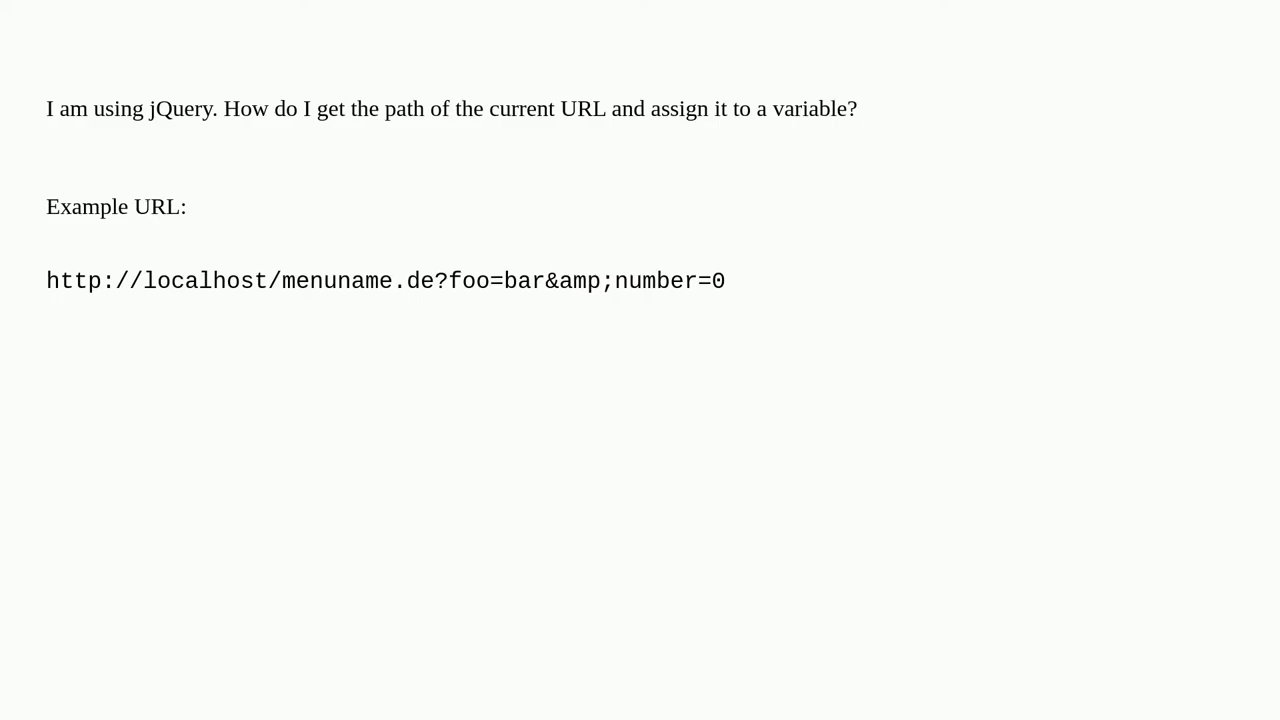 I am using jQuery. How do I get the path of the current URL and assign it to a variable?
Example URL:
http://localhost/menuname.de?foo=bar&amp;number=0